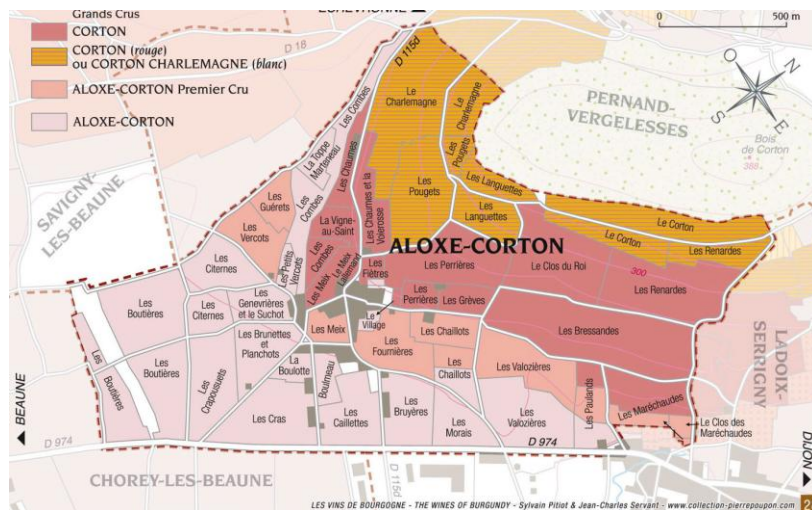 Grands Crus
CORTON
CORTON (rouge)
ou CORTON CHARLEMAGNE (blanc)
ALOXE-CORTON Premier Cru
ALOXE-CORTON
D 18
D 115d
0
500 m
N
O
S
E
PERNAND-
VERGELESSES
Bois
de Corton
388
SAVIGNY-
LES-BEAUNE
Les Combes
Le
Charlemagne
Le
Charlemagne
Les
Pougets
La Toppe
Marteneau
Les Chaumes
Les
Pougets
Les Languettes
Les
Languettes
Les
Guérets
Les
Vercots
Les Combes
La Vigne-
au-Saint
Les Chaumes et la
Voierosse
Le Corton
Le Corton
Les Renardes
ALOXE-CORTON
Les
Citernes
Les Petits
Vercots
Les
Combes
Les Meix
Le Meix
Lallemand
Les
Fiètres
Les Perrières
Le Clos du Roi
300
Les Renardes
Les
Boutières
Les
Citernes
Les
Genevrières
et le Suchot
Les
Perrières
Les Grèves
Le
Village
Les Meix
Les Chaillots
Les Bressandes
Les
Brunettes
et
Planchots
Les
Fournières
Les
Boutières
Les
Boutières
Les Crapousuets
La
Boulotte
Boulmeau
Les
Chaillots
Les Valozières
Les Paulands
Les Maréchaudes
Le Clos des
Maréchaudes
LADOIX-
SERRIGNY
Les Cras
Les
Caillettes
Les
Bruyères
Les
Morais
Les
Valozières
BEAUNE
DIJON
D 974
D 974
D 115d
CHOREY-LES-BEAUNE
LES VINS DE BOURGOGNE - THE WINES OF BURGUNDY - Sylvain Pitiot & Jean-Charles Servant - www.collection-pierrepoupon.com
2